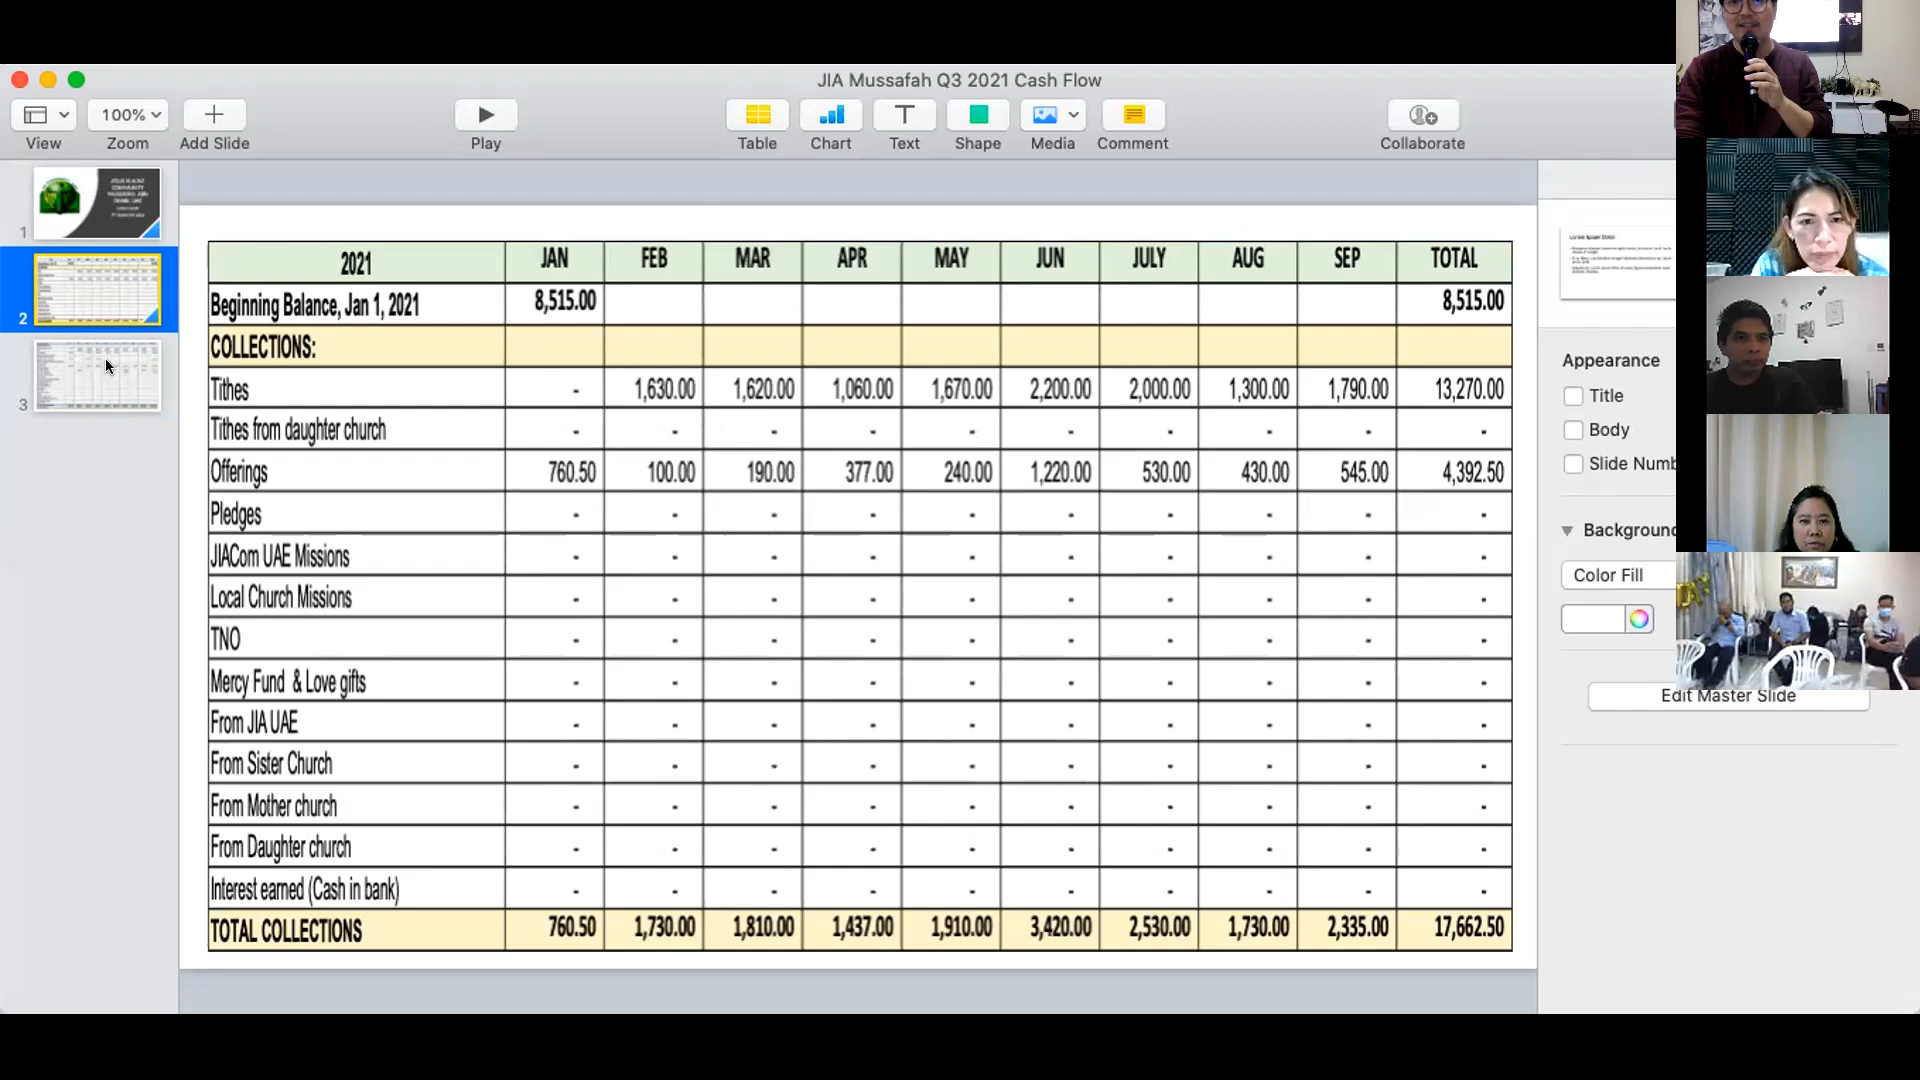 JIA Mussafah Q3 2021 Cash Flow
100%
View Zoom Add Slide Play Table Chart Text Shape Media Comment Collaborate
1
2
3
2021 JAN FEB MAR APR MAY JUN JULY AUG SEP TOTAL
Beginning Balance, Jan 1, 2021 8,515.00 8,515.00
COLLECTIONS:
Tithes - 1,630.00 1,620.00 1,060.00 1,670.00 2,200.00 2,000.00 1,300.00 1,790.00 13,270.00
Tithes from daughter church - - - - - - - - - -
Offerings 760.50 100.00 190.00 377.00 240.00 1,220.00 530.00 430.00 545.00 4,392.50
Pledges - - - - - - - - - -
JIACom UAE Missions - - - - - - - - - -
Local Church Missions - - - - - - - - - -
TNO - - - - - - - - - -
Mercy Fund & Love gifts - - - - - - - - - -
From JIA UAE - - - - - - - - - -
From Sister Church - - - - - - - - - -
From Mother church - - - - - - - - - -
From Daughter church - - - - - - - - - -
Interest earned (Cash in bank) - - - - - - - - - -
TOTAL COLLECTIONS 760.50 1,730.00 1,810.00 1,437.00 1,910.00 3,420.00 2,530.00 1,730.00 2,335.00 17,662.50
Lorem Ipsum Dolor
Appearance
Title
Body
Slide Numb
Background
Color Fill
Edit Master Slide